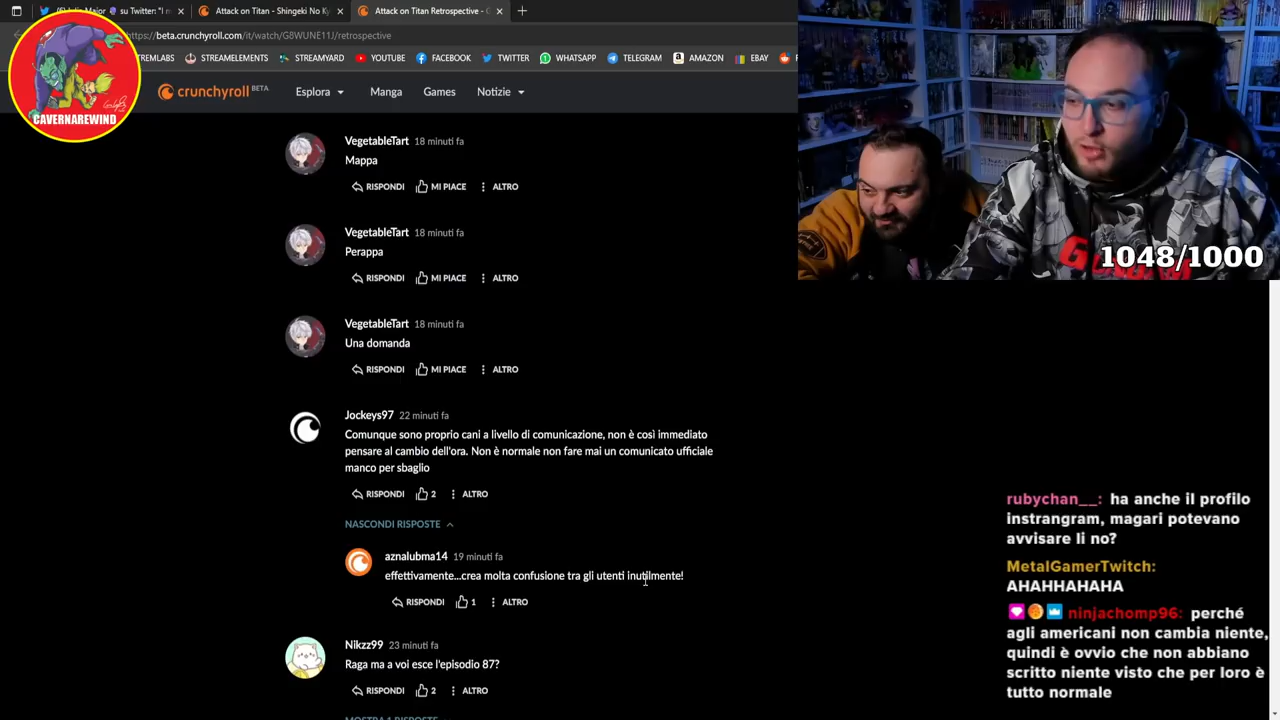 su Twitter: "I
Attack on Titan - Shingeki No Ky
Attack on Titan Retrospective -
https://beta.crunchyroll.com/it/watch/G8WUNE11J/retrospective
STREAMLABS STREAMELEMENTS STREAMYARD YOUTUBE FACEBOOK TWITTER WHATSAPP TELEGRAM AMAZON EBAY
CAVERNAREWIND
crunchyroll BETA Esplora Manga Games Notizie
VegetableTart 18 minuti fa
Mappa
RISPONDI MI PIACE ALTRO
VegetableTart 18 minuti fa
Perappa
RISPONDI MI PIACE ALTRO
VegetableTart 18 minuti fa
Una domanda
RISPONDI MI PIACE ALTRO
Jockeys97 22 minuti fa
Comunque sono proprio cani a livello di comunicazione, non è così immediato
pensare al cambio dell'ora. Non è normale non fare mai un comunicato ufficiale
manco per sbaglio
RISPONDI 2 ALTRO
NASCONDI RISPOSTE
aznalubma14 19 minuti fa
effettivamente...crea molta confusione tra gli utenti inutilmente!
RISPONDI 1 ALTRO
Nikzz99 23 minuti fa
Raga ma a voi esce l'episodio 87?
RISPONDI 2 ALTRO
MOSTRA 1 RISPOSTE
1048/1000
rubychan__: ha anche il profilo
instrangram, magari potevano
avvisare li no?
MetalGamerTwitch:
AHAHHAHAHA
ninjachomp96: perché
agli americani non cambia niente,
quindi è ovvio che non abbiano
scritto niente visto che per loro è
tutto normale